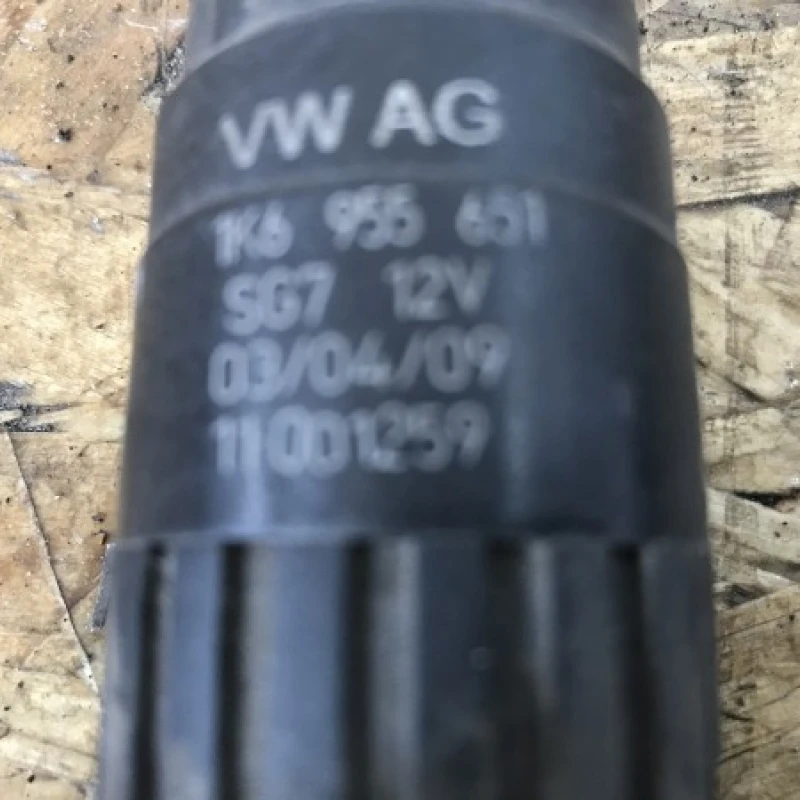 VW AG
1K6 955 651
SG7 12V
03/04/09
11001259